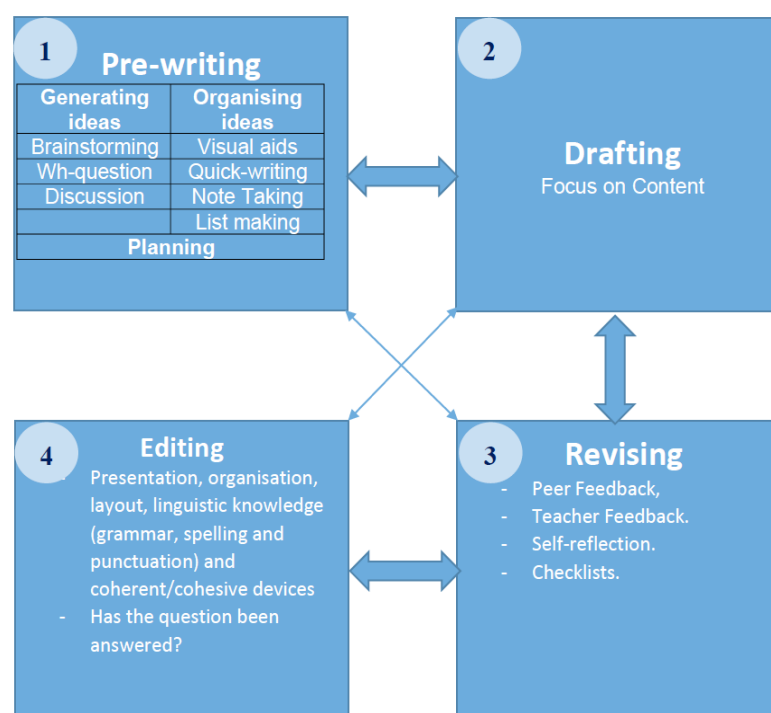 1
Pre-writing
Generating ideas
Organising ideas
Brainstorming
Visual aids
Wh-question
Quick-writing
Discussion
Note Taking
List making
Planning
2
Drafting
Focus on Content
4
Editing
- Presentation, organisation,
layout, linguistic knowledge
(grammar, spelling and
punctuation) and
coherent/cohesive devices
- Has the question been
answered?
3
Revising
- Peer Feedback,
- Teacher Feedback.
- Self-reflection.
- Checklists.